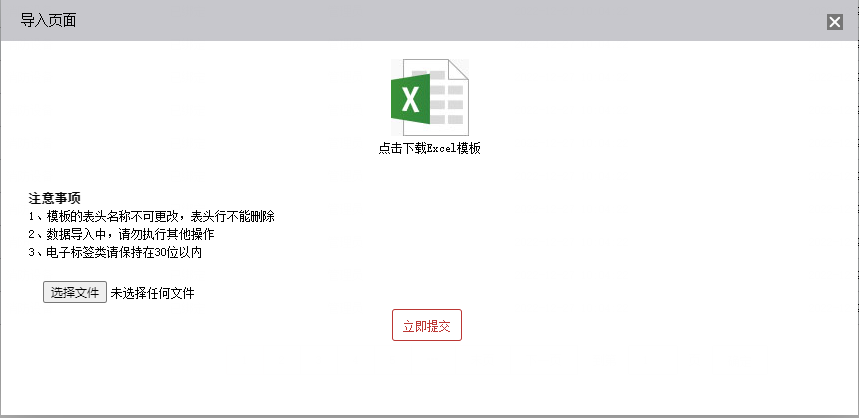 导入页面
点击下载Excel模板
注意事项
1、模板的表头名称不可更改，表头行不能删除
2、数据导入中，请勿执行其他操作
3、电子标签类请保持在30位以内
选择文件 未选择任何文件
立即提交